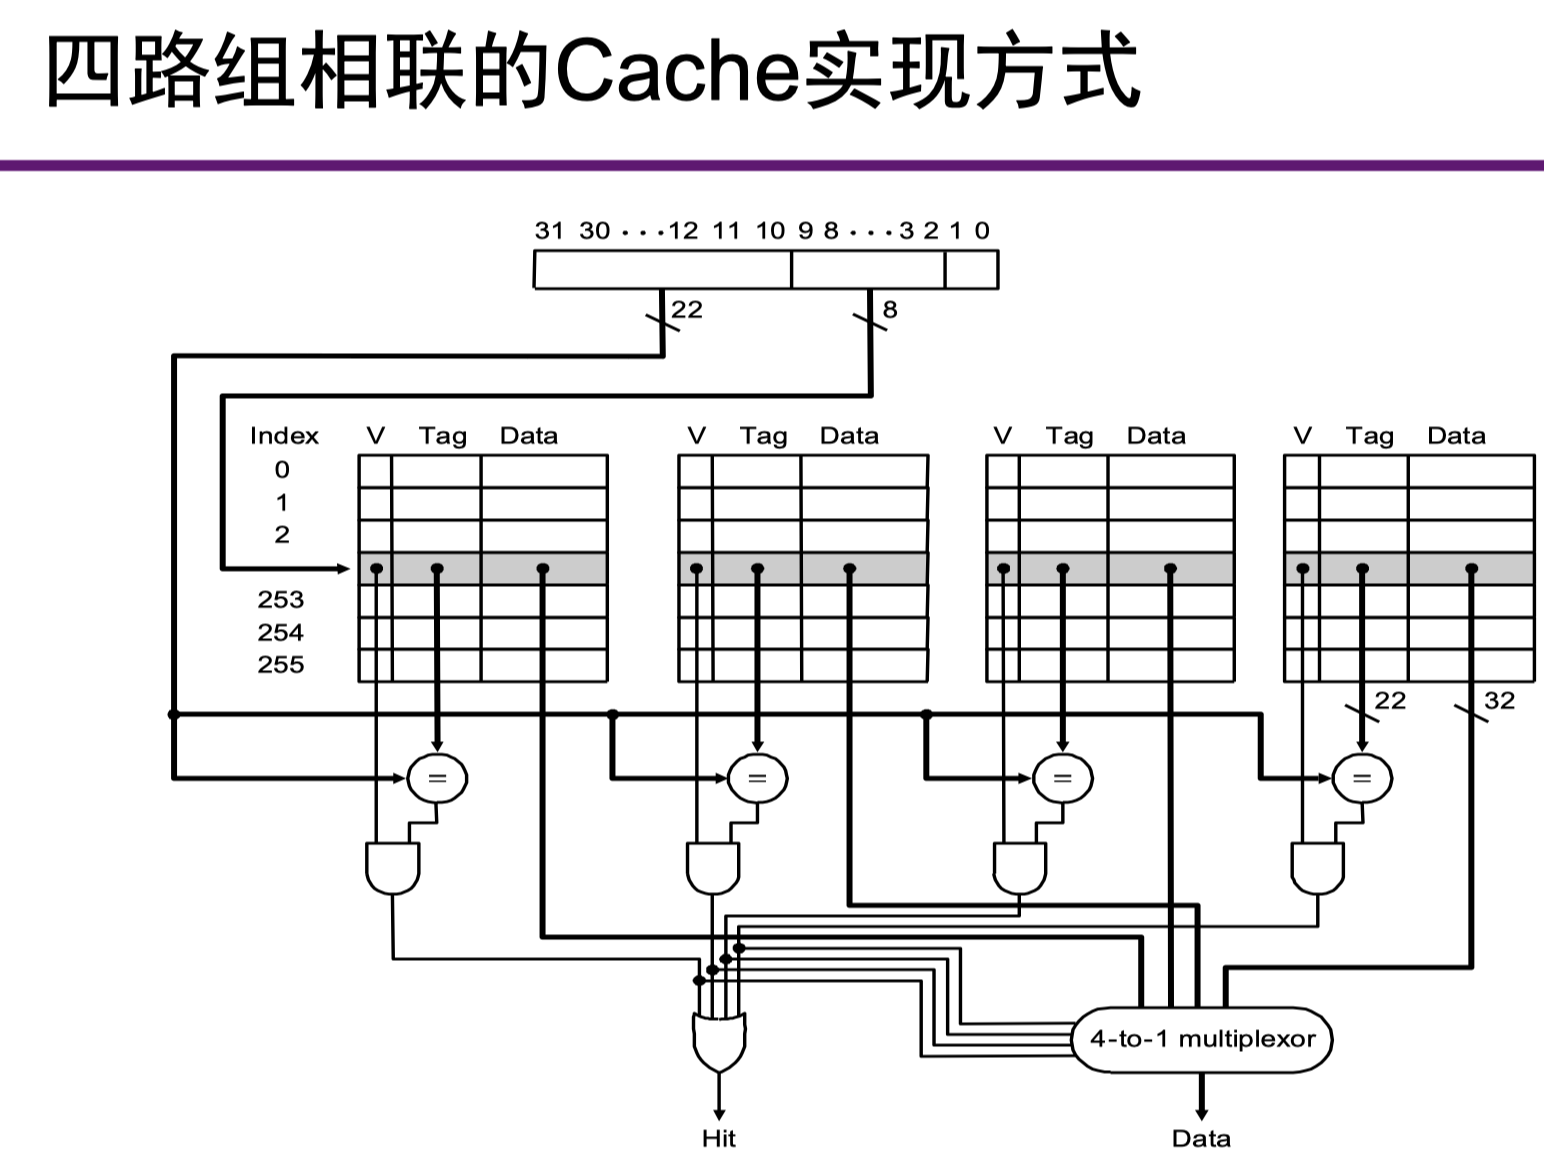 四路组相联的Cache实现方式
31 30 · · · 12 11 10 9 8 · · · 3 2 1 0
22 8
Index V Tag Data V Tag Data V Tag Data V Tag Data
0
1
2
253
254
255
22 32
= = = =
4-to-1 multiplexor
Hit Data